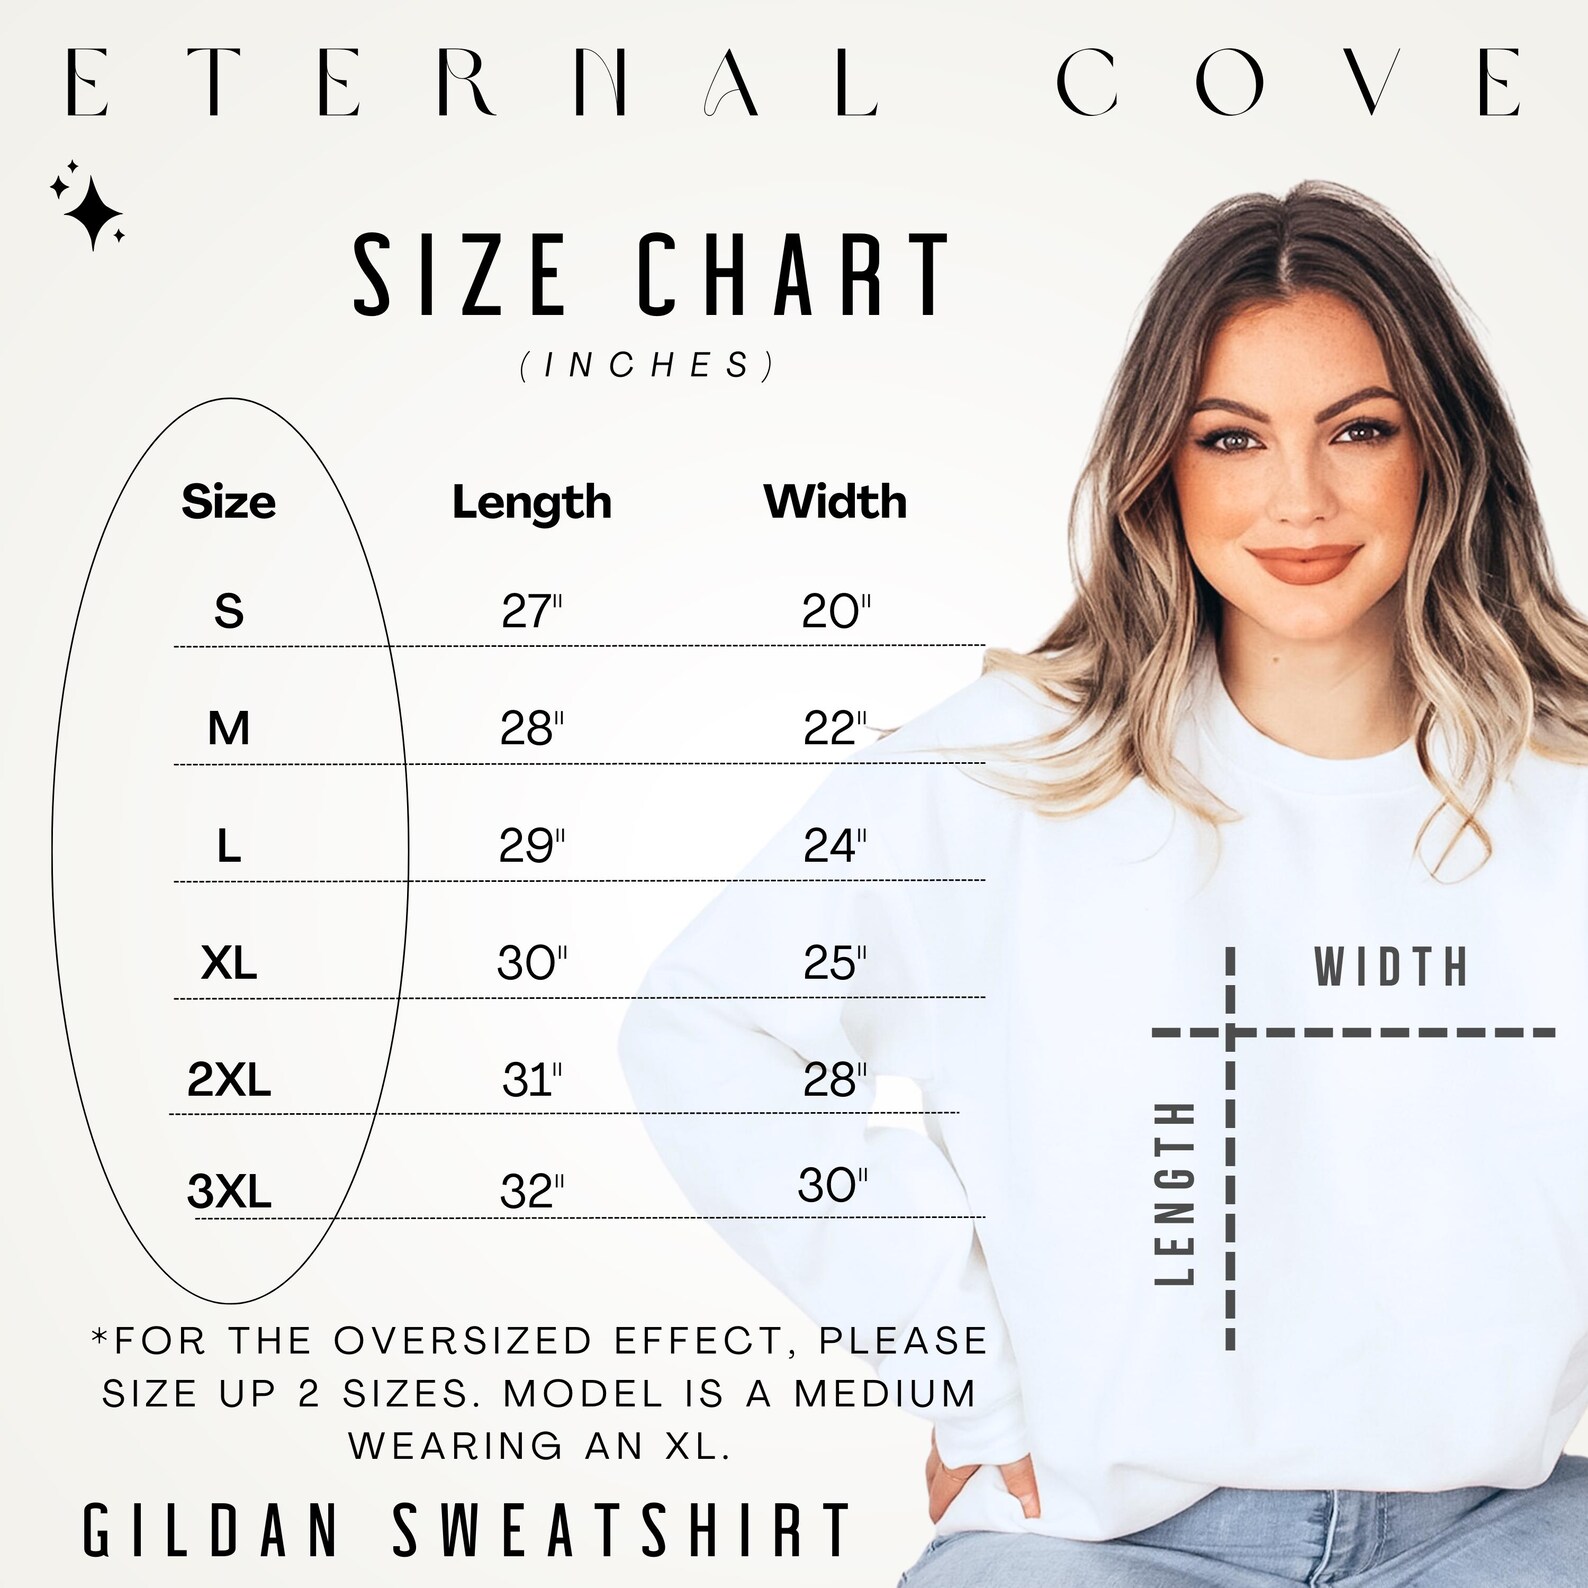 ETERNAL COVE
SIZE CHART
(INCHES)
Size Length Width
S 27" 20"
M 28" 22"
L 29" 24"
XL 30" 25"
2XL 31" 28"
3XL 32" 30"
WIDTH
LENGTH
*FOR THE OVERSIZED EFFECT, PLEASE
SIZE UP 2 SIZES. MODEL IS A MEDIUM
WEARING AN XL.
GILDAN SWEATSHIRT